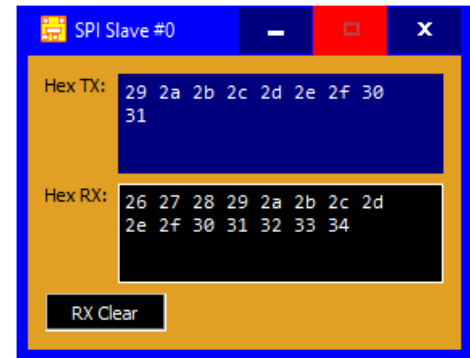 SPI Slave #0
Hex TX:
29 2a 2b 2c 2d 2e 2f 30
31
Hex RX:
26 27 28 29 2a 2b 2c 2d
2e 2f 30 31 32 33 34
RX Clear